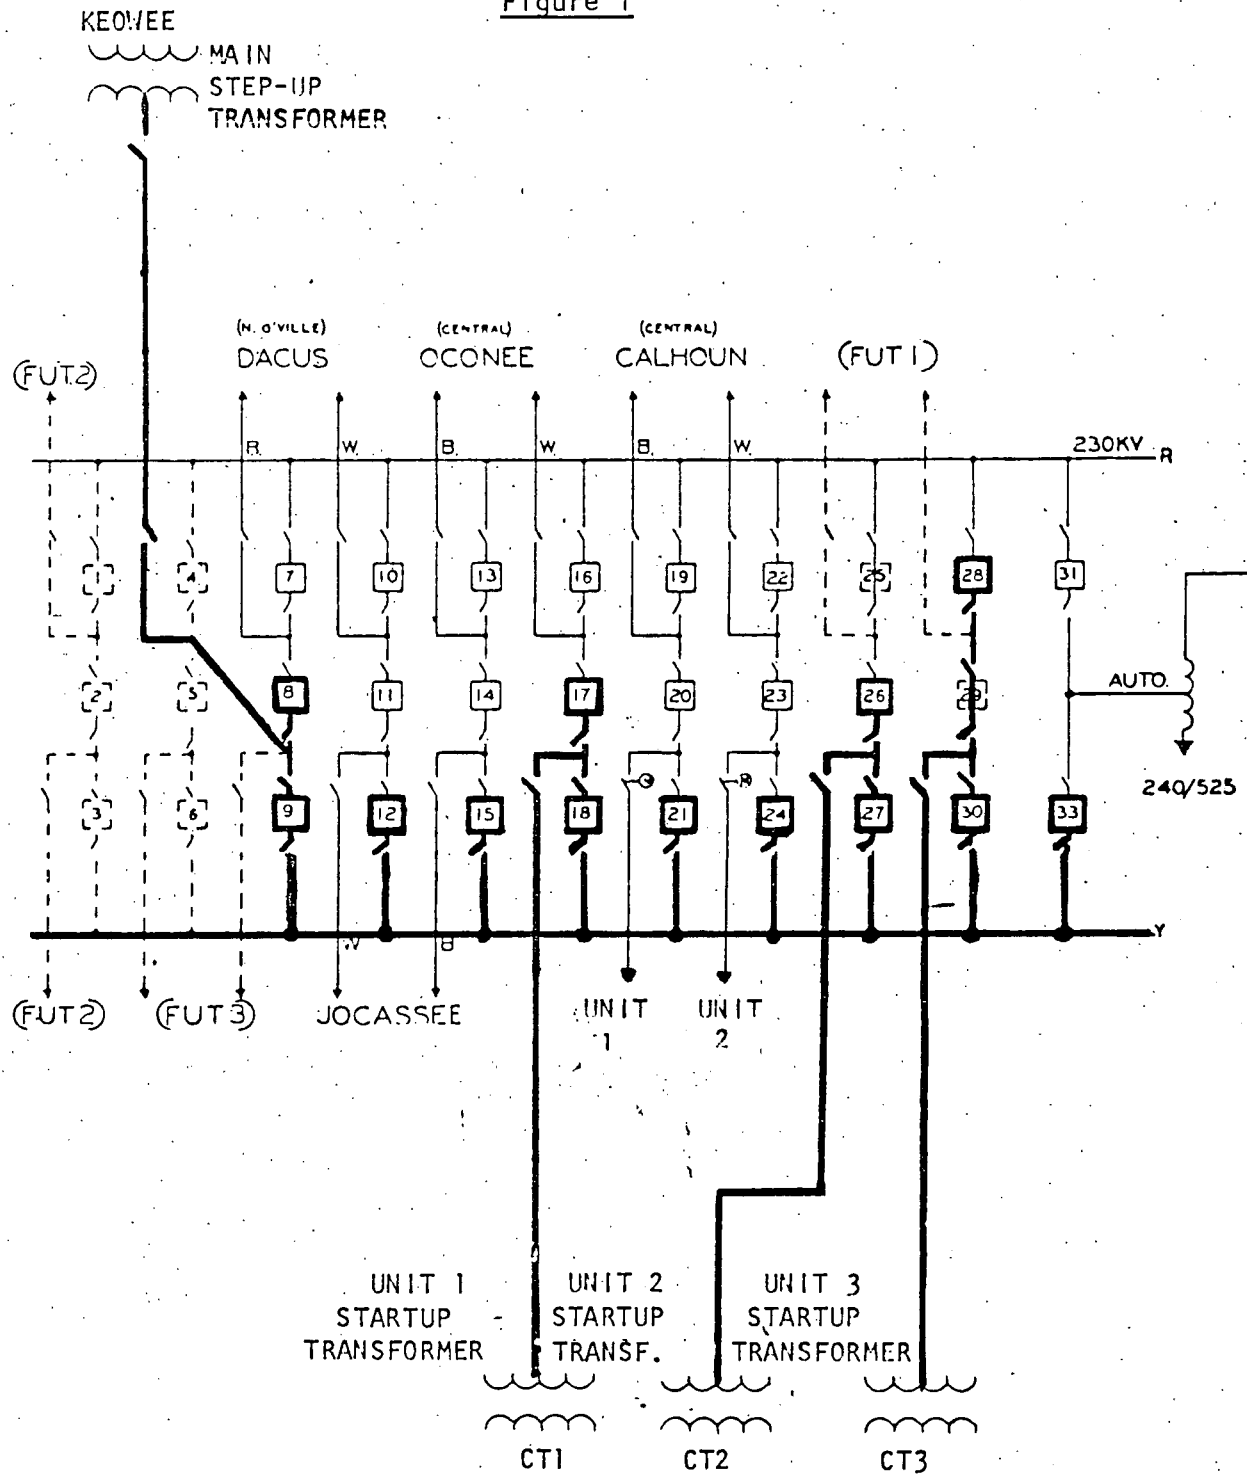 Figure 1
KEOWEE
MAIN
STEP-UP
TRANSFORMER
(N. G'VILLE) (CENTRAL) (CENTRAL)
DACUS OCONEE CALHOUN (FUT 1)
(FUT.2)
R. W. B. W. B. W. 230KV R
1 4 7 10 13 16 19 22 25 28 31
2 5 8 11 14 17 20 23 26 29 AUTO.
3 6 9 12 15 18 21 24 27 30 33
240/525
W B Y
(FUT 2) (FUT 3) JOCASSEE UNIT 1 UNIT 2
UNIT 1 STARTUP TRANSFORMER
UNIT 2 STARTUP TRANSF.
UNIT 3 STARTUP TRANSFORMER
CT1 CT2 CT3